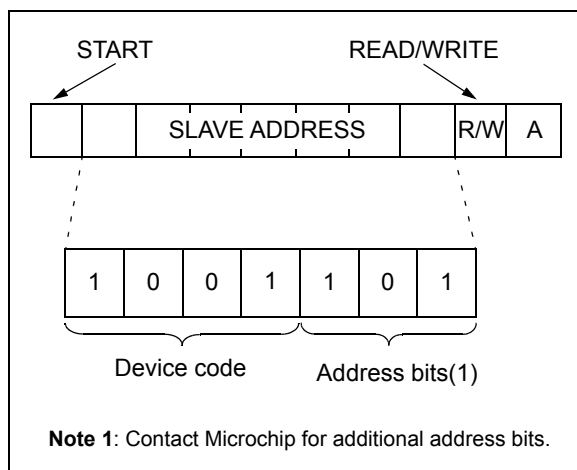 START READ/WRITE
SLAVE ADDRESS R/W A
1 0 0 1 1 0 1
Device code Address bits(1)
Note 1: Contact Microchip for additional address bits.